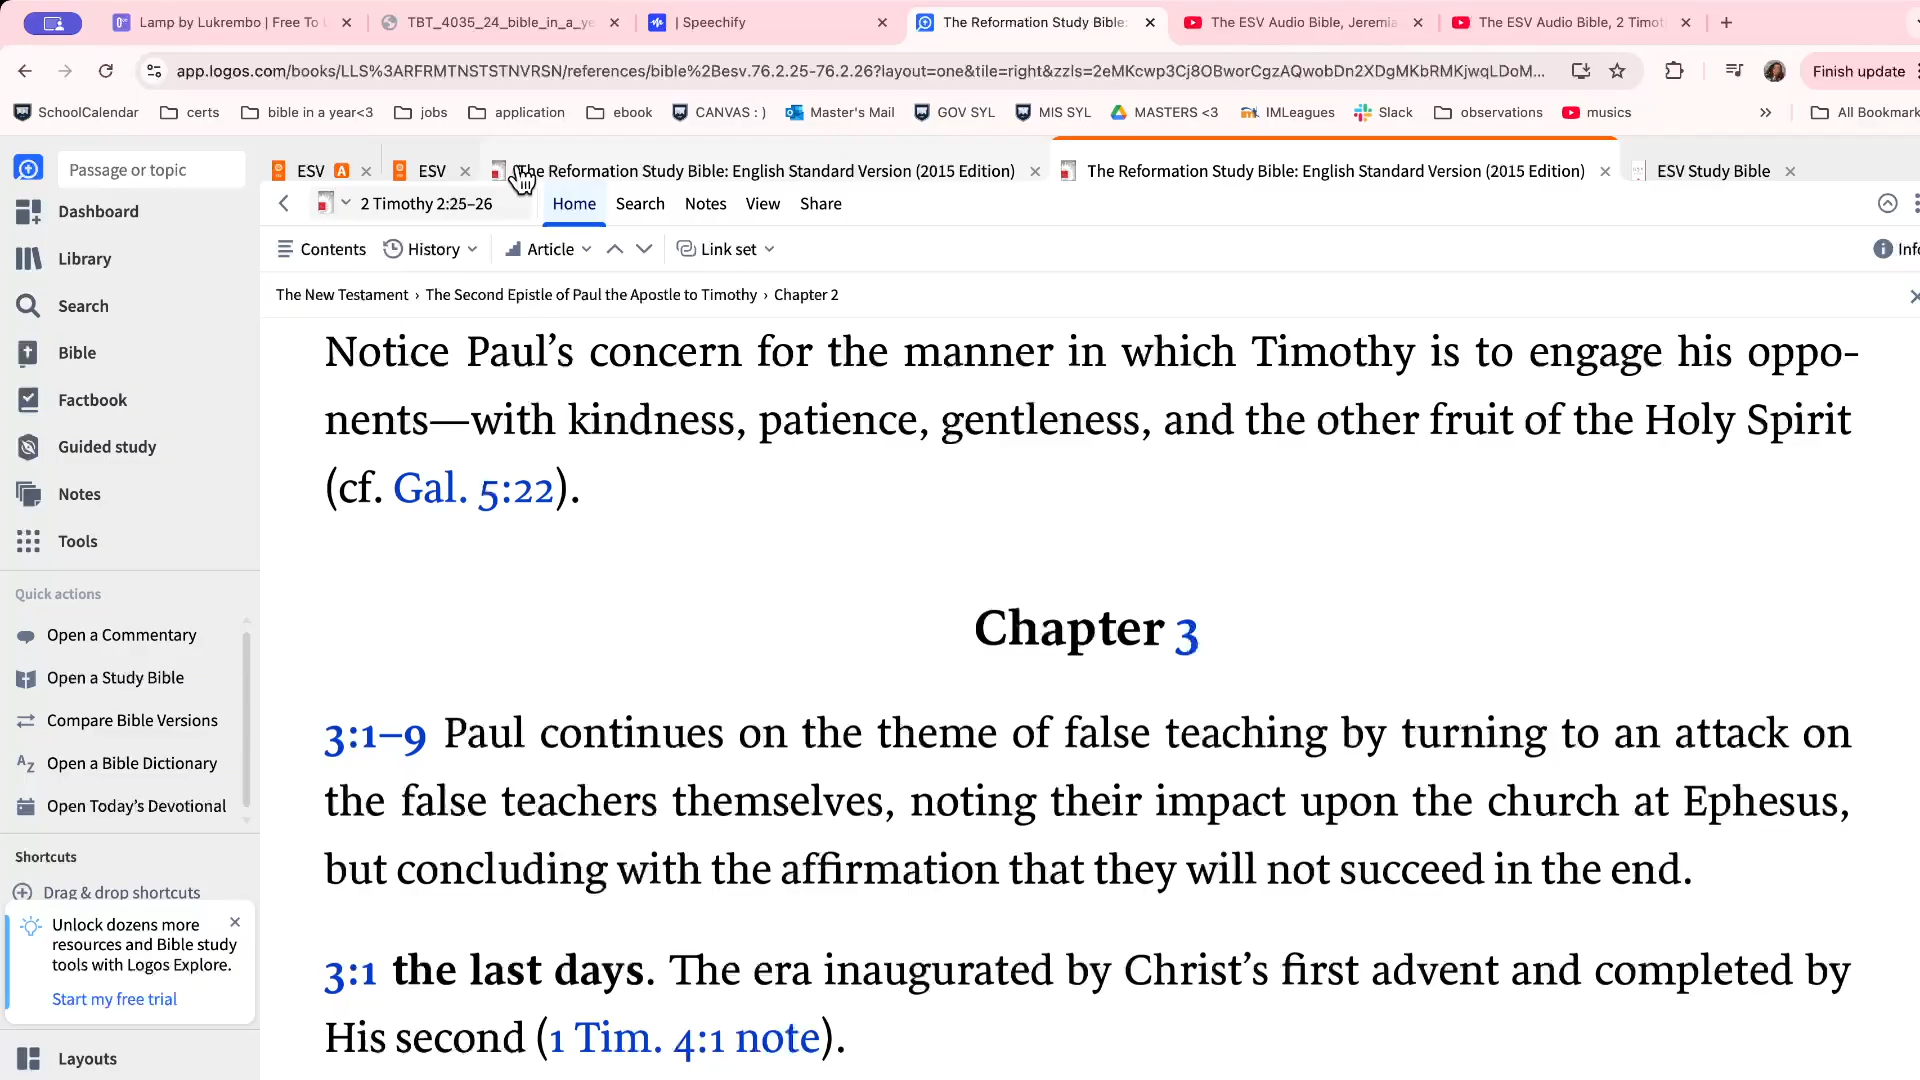 Lamp by Lukrembo | Free To
TBT_4035_24_bible_in_a_ye
| Speechify
The Reformation Study Bible:
The ESV Audio Bible, Jeremia
The ESV Audio Bible, 2 Timot
app.logos.com/books/LLS%3ARFRMTNSTSTNVRSN/references/bible%2Besv.76.2.25-76.2.26?layout=one&tile=right&zzls=2eMKcwp3Cj8OBworCgzAQwobDn2XDgMKbRMKjwqLDoM...
Finish update
SchoolCalendar
certs
bible in a year<3
jobs
application
ebook
CANVAS : )
Master's Mail
GOV SYL
MIS SYL
MASTERS <3
IMLeagues
Slack
observations
musics
»
All Bookmark
Passage or topic
ESV A
ESV
The Reformation Study Bible: English Standard Version (2015 Edition)
The Reformation Study Bible: English Standard Version (2015 Edition)
ESV Study Bible
2 Timothy 2:25–26
Home
Search
Notes
View
Share
Contents
History
Article
Link set
Info
The New Testament › The Second Epistle of Paul the Apostle to Timothy › Chapter 2
Dashboard
Library
Search
Bible
Factbook
Guided study
Notes
Tools
Quick actions
Open a Commentary
Open a Study Bible
Compare Bible Versions
Open a Bible Dictionary
Open Today's Devotional
Shortcuts
Drag & drop shortcuts
Unlock dozens more
resources and Bible study
tools with Logos Explore.
Start my free trial
Layouts
Notice Paul's concern for the manner in which Timothy is to engage his oppo-
nents—with kindness, patience, gentleness, and the other fruit of the Holy Spirit
(cf. Gal. 5:22).
Chapter 3
3:1–9 Paul continues on the theme of false teaching by turning to an attack on
the false teachers themselves, noting their impact upon the church at Ephesus,
but concluding with the affirmation that they will not succeed in the end.
3:1 the last days. The era inaugurated by Christ's first advent and completed by
His second (1 Tim. 4:1 note).